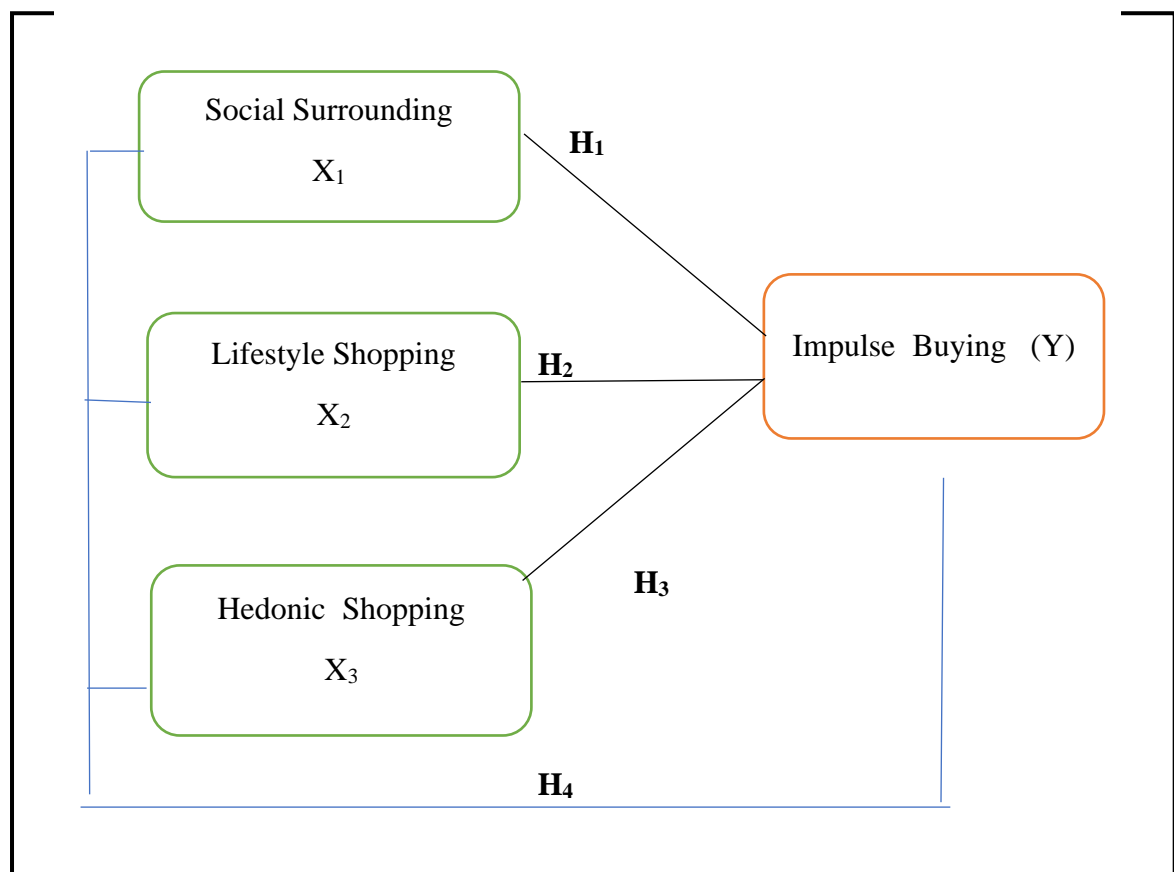 Social Surrounding
X₁
H₁
Lifestyle Shopping
X₂
H₂
Impulse Buying (Y)
Hedonic Shopping
X₃
H₃
H₄